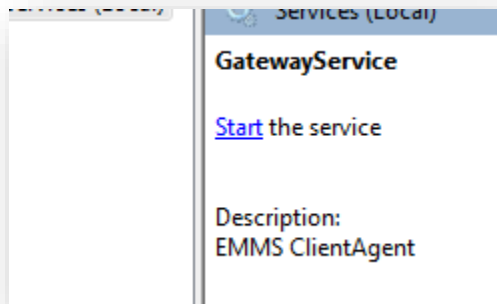 Services (Local)
GatewayService
Start the service
Description:
EMMS ClientAgent